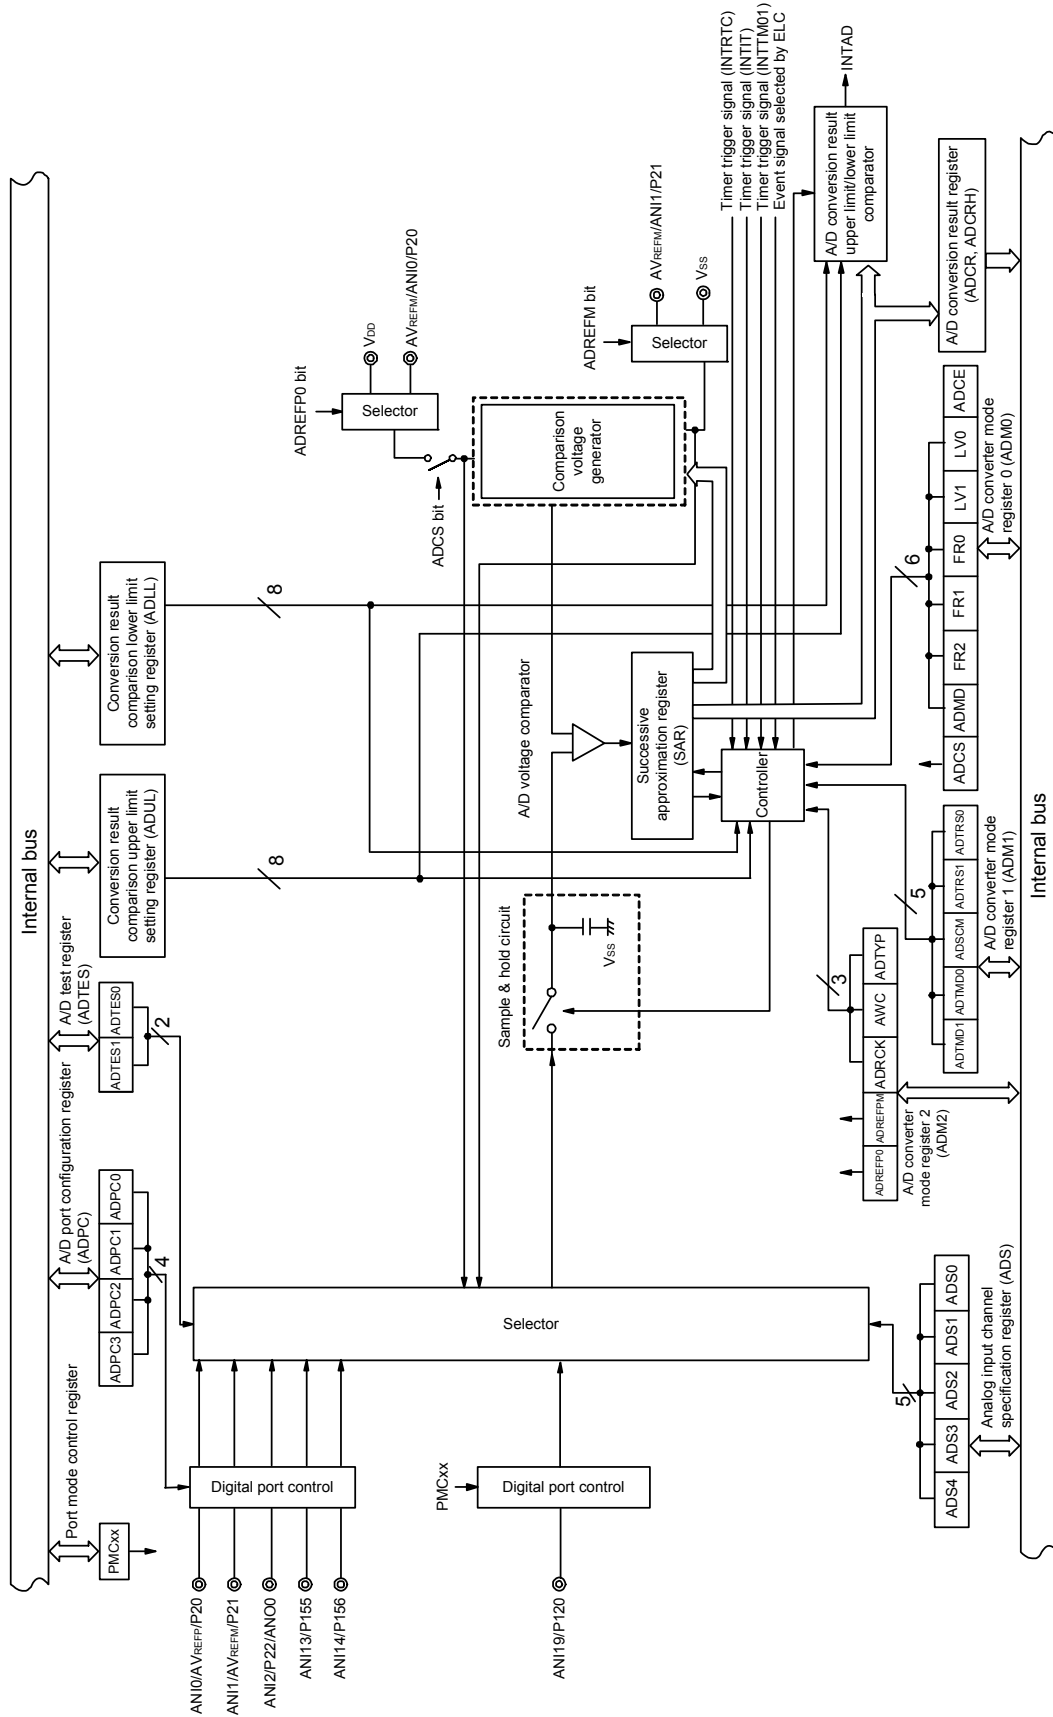 Internal bus
Port mode control register
PMCxx
A/D port configuration register
(ADPC)
ADPC3
ADPC2
ADPC1
ADPC0
4
A/D test register
(ADTES)
ADTES1
ADTES0
2
Conversion result
comparison upper limit
setting register (ADUL)
8
Conversion result
comparison lower limit
setting register (ADLL)
8
ANI0/AVREFP/P20
ANI1/AVREFM/P21
ANI2/P22/ANO0
ANI13/P155
ANI14/P156
Digital port control
ANI19/P120
PMCxx
Digital port control
Selector
Sample & hold circuit
VSS
A/D voltage comparator
Successive
approximation register
(SAR)
Controller
ADREFP0 bit
Selector
VDD
AVREFM/ANI0/P20
ADCS bit
Comparison
voltage
generator
ADREFM bit
Selector
AVREFM/ANI1/P21
VSS
Timer trigger signal (INTRTC)
Timer trigger signal (INTIT)
Timer trigger signal (INTTM01)
Event signal selected by ELC
A/D conversion result
upper limit/lower limit
comparator
INTAD
A/D conversion result register
(ADCR, ADCRH)
ADS4
ADS3
ADS2
ADS1
ADS0
5
Analog input channel
specification register (ADS)
ADREFP0
ADREFPM
ADRCK
AWC
ADTYP
3
A/D converter
mode register 2
(ADM2)
ADTMD1
ADTMD0
ADSCM
ADTRS1
ADTRS0
5
A/D converter mode
register 1 (ADM1)
ADCS
ADMD
FR2
FR1
FR0
LV1
LV0
ADCE
6
A/D converter mode
register 0 (ADM0)
Internal bus